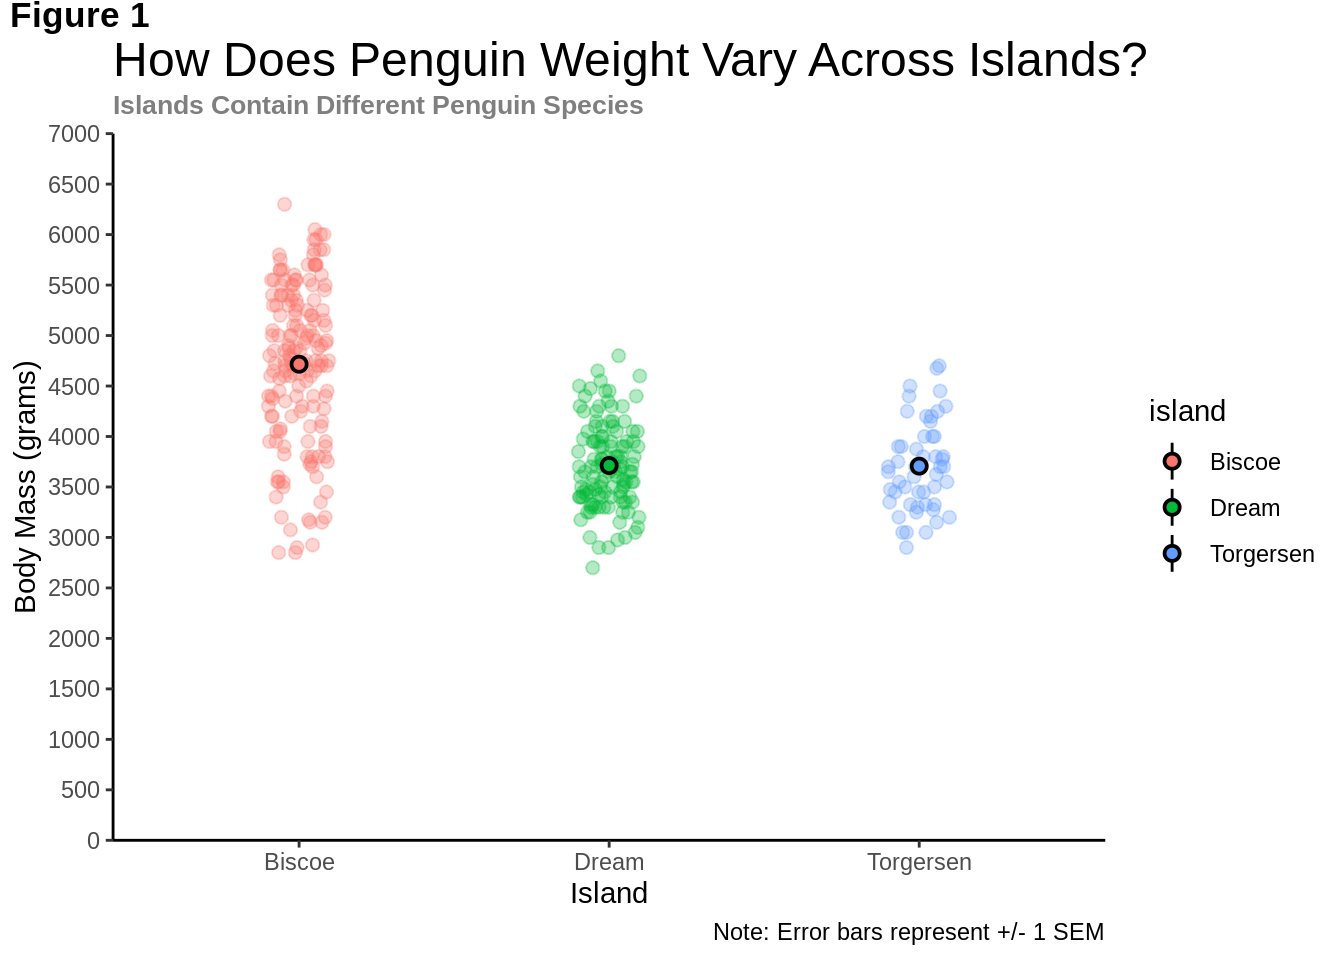 Figure 1
How Does Penguin Weight Vary Across Islands?
Islands Contain Different Penguin Species
7000
6500
6000
5500
5000
4500
4000
3500
3000
2500
2000
1500
1000
500
0
Body Mass (grams)
Biscoe
Dream
Torgersen
Island
island
Biscoe
Dream
Torgersen
Note: Error bars represent +/- 1 SEM